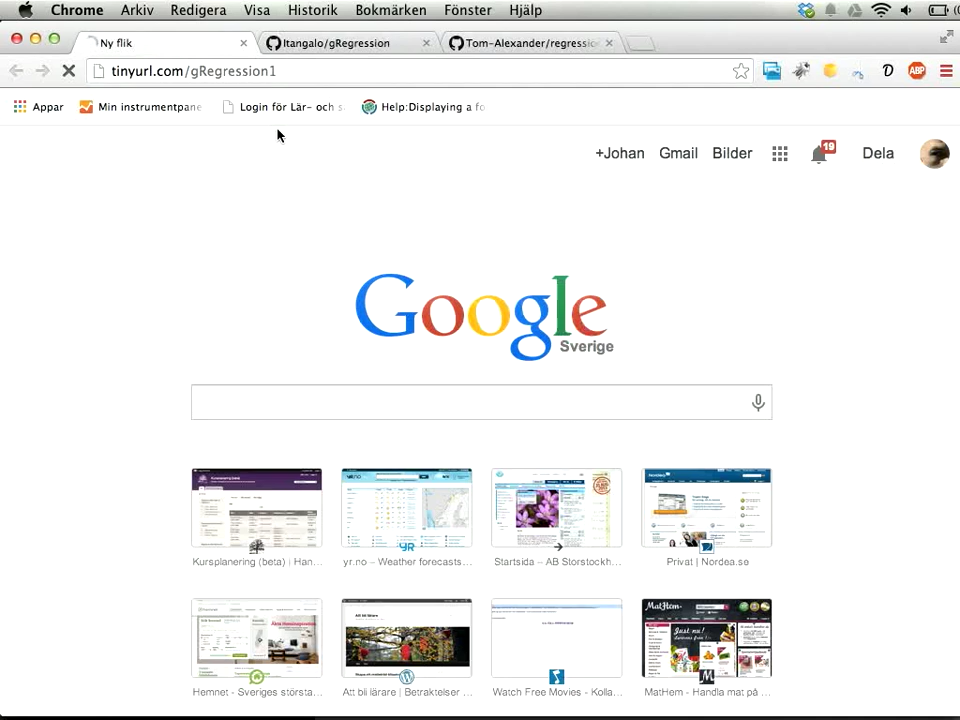 Chrome Arkiv Redigera Visa Historik Bokmärken Fönster Hjälp
Ny flik
Itangalo/gRegression
Tom-Alexander/regressio
tinyurl.com/gRegression1
D
ABP
Appar
Min instrumentpane
Login för Lär- och s
Help:Displaying a fo
+Johan Gmail Bilder 19 Dela
Google
Sverige
Kursplanering (beta) | Han...
yr.no – Weather forecasts...
Startsida – AB Storstockh...
Privat | Nordea.se
Hemnet - Sveriges största...
Att bli lärare | Betraktelser ...
Watch Free Movies - Kolla...
MatHem - Handla mat på ...